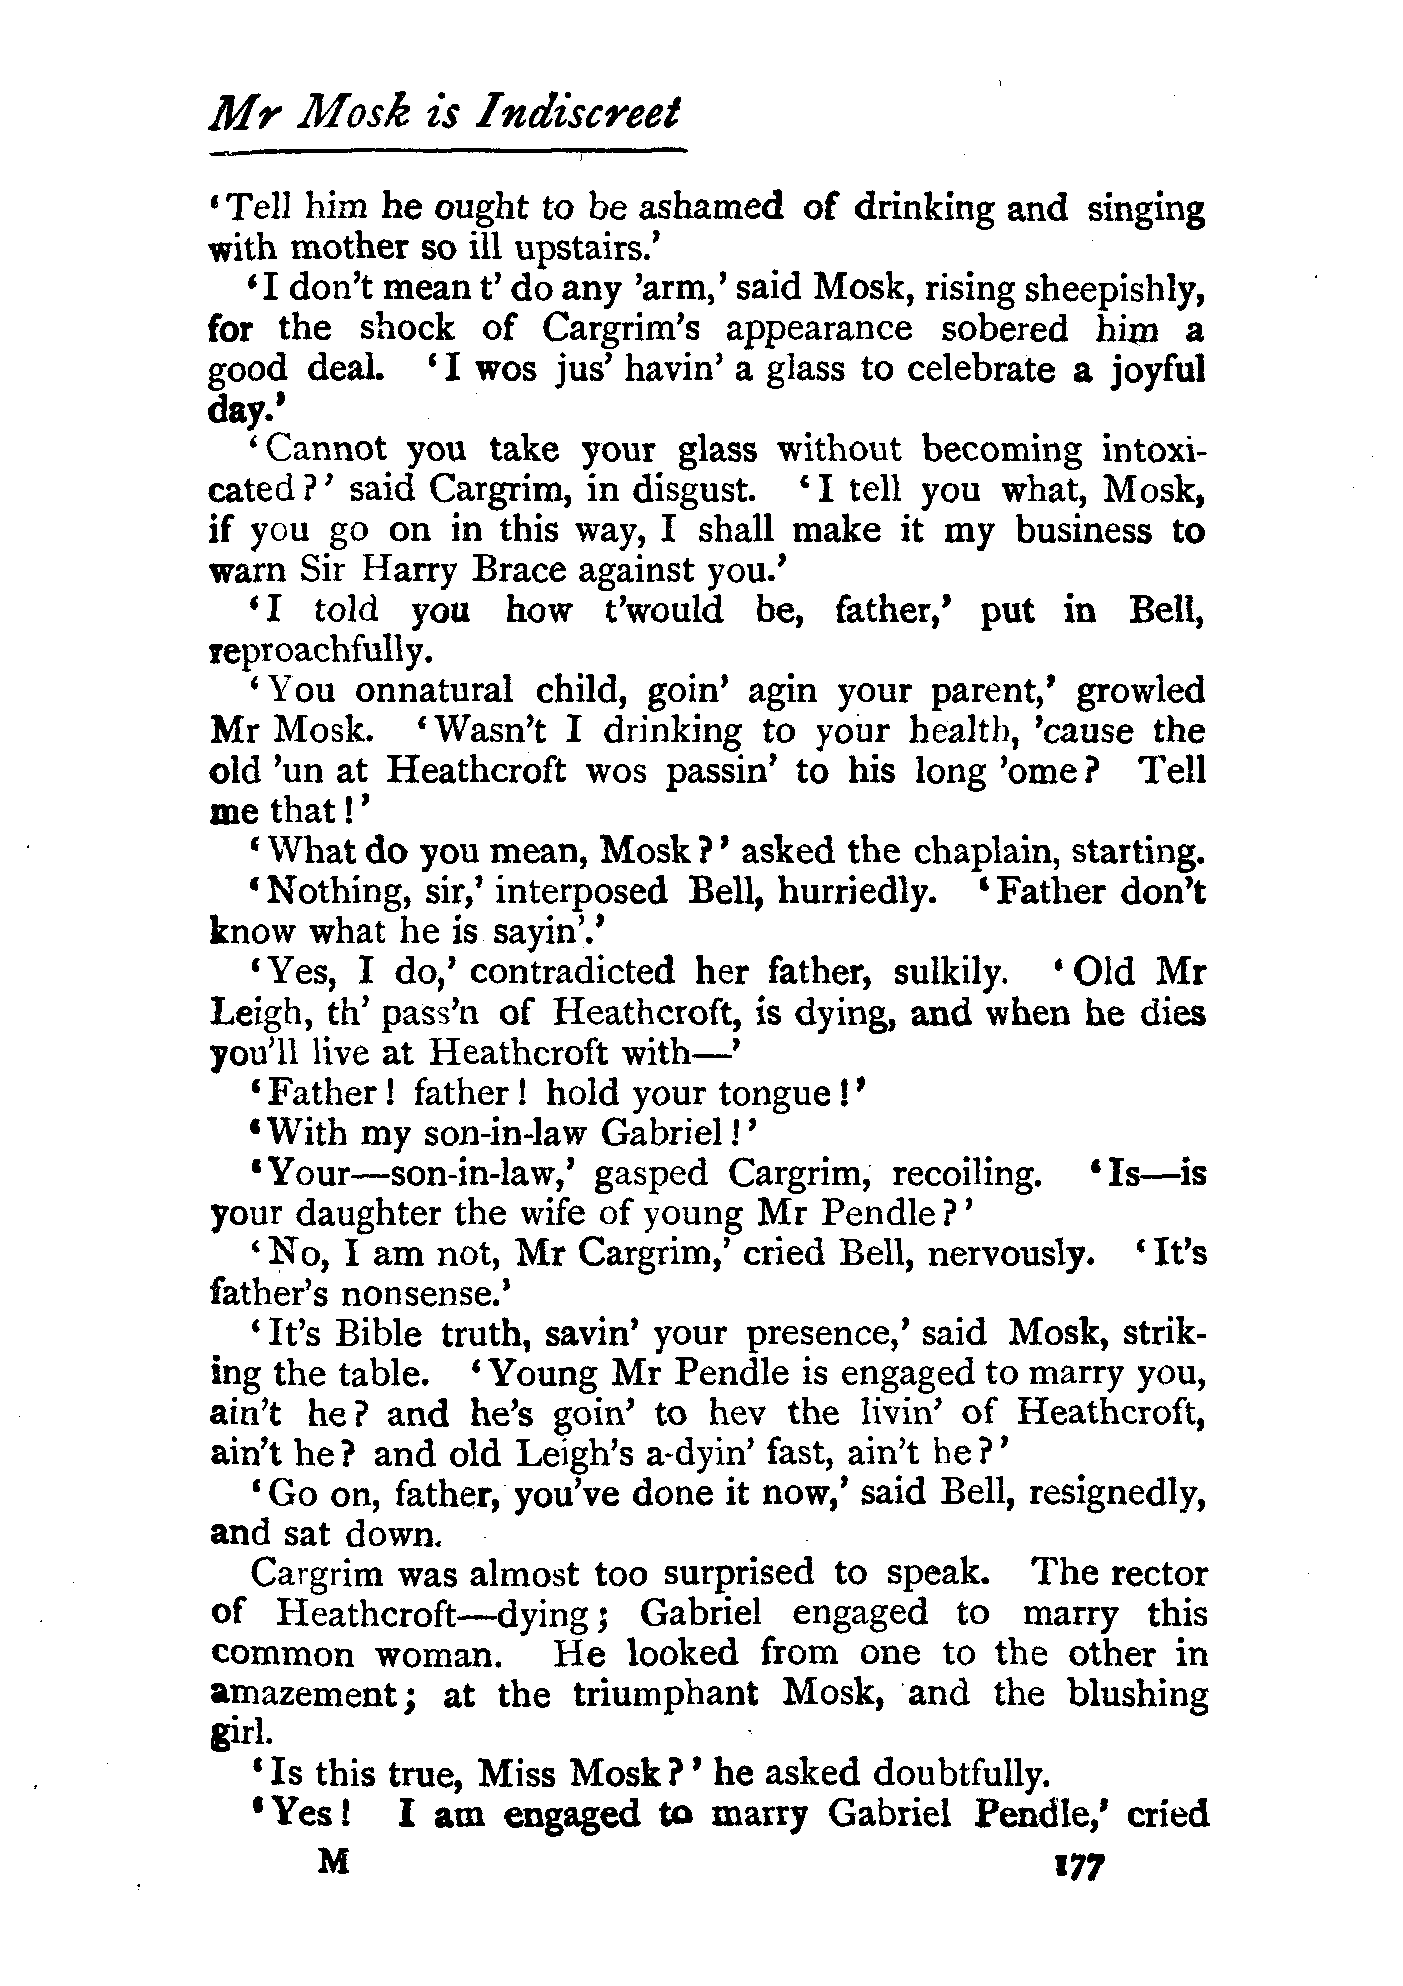 Mr Mosk is Indiscreet
‘Tell him he ought to be ashamed of drinking and singing
with mother so ill upstairs.’
‘I don't mean t' do any 'arm,’ said Mosk, rising sheepishly,
for the shock of Cargrim's appearance sobered him a
good deal. ‘I wos jus' havin' a glass to celebrate a joyful
day.’
‘Cannot you take your glass without becoming intoxi-
cated?’ said Cargrim, in disgust. ‘I tell you what, Mosk,
if you go on in this way, I shall make it my business to
warn Sir Harry Brace against you.’
‘I told you how t'would be, father,’ put in Bell,
reproachfully.
‘You onnatural child, goin' agin your parent,’ growled
Mr Mosk. ‘Wasn't I drinking to your health, 'cause the
old 'un at Heathcroft wos passin' to his long 'ome? Tell
me that!’
‘What do you mean, Mosk?’ asked the chaplain, starting.
‘Nothing, sir,’ interposed Bell, hurriedly. ‘Father don't
know what he is sayin'.’
‘Yes, I do,’ contradicted her father, sulkily. ‘Old Mr
Leigh, th' pass'n of Heathcroft, is dying, and when he dies
you'll live at Heathcroft with—’
‘Father! father! hold your tongue!’
‘With my son-in-law Gabriel!’
‘Your—son-in-law,’ gasped Cargrim, recoiling. ‘Is—is
your daughter the wife of young Mr Pendle?’
‘No, I am not, Mr Cargrim,’ cried Bell, nervously. ‘It's
father's nonsense.’
‘It's Bible truth, savin' your presence,’ said Mosk, strik-
ing the table. ‘Young Mr Pendle is engaged to marry you,
ain't he? and he's goin' to hev the livin' of Heathcroft,
ain't he? and old Leigh's a-dyin' fast, ain't he?’
‘Go on, father, you've done it now,’ said Bell, resignedly,
and sat down.
Cargrim was almost too surprised to speak. The rector
of Heathcroft—dying; Gabriel engaged to marry this
common woman. He looked from one to the other in
amazement; at the triumphant Mosk, and the blushing
girl.
‘Is this true, Miss Mosk?’ he asked doubtfully.
‘Yes! I am engaged to marry Gabriel Pendle,’ cried
M 177